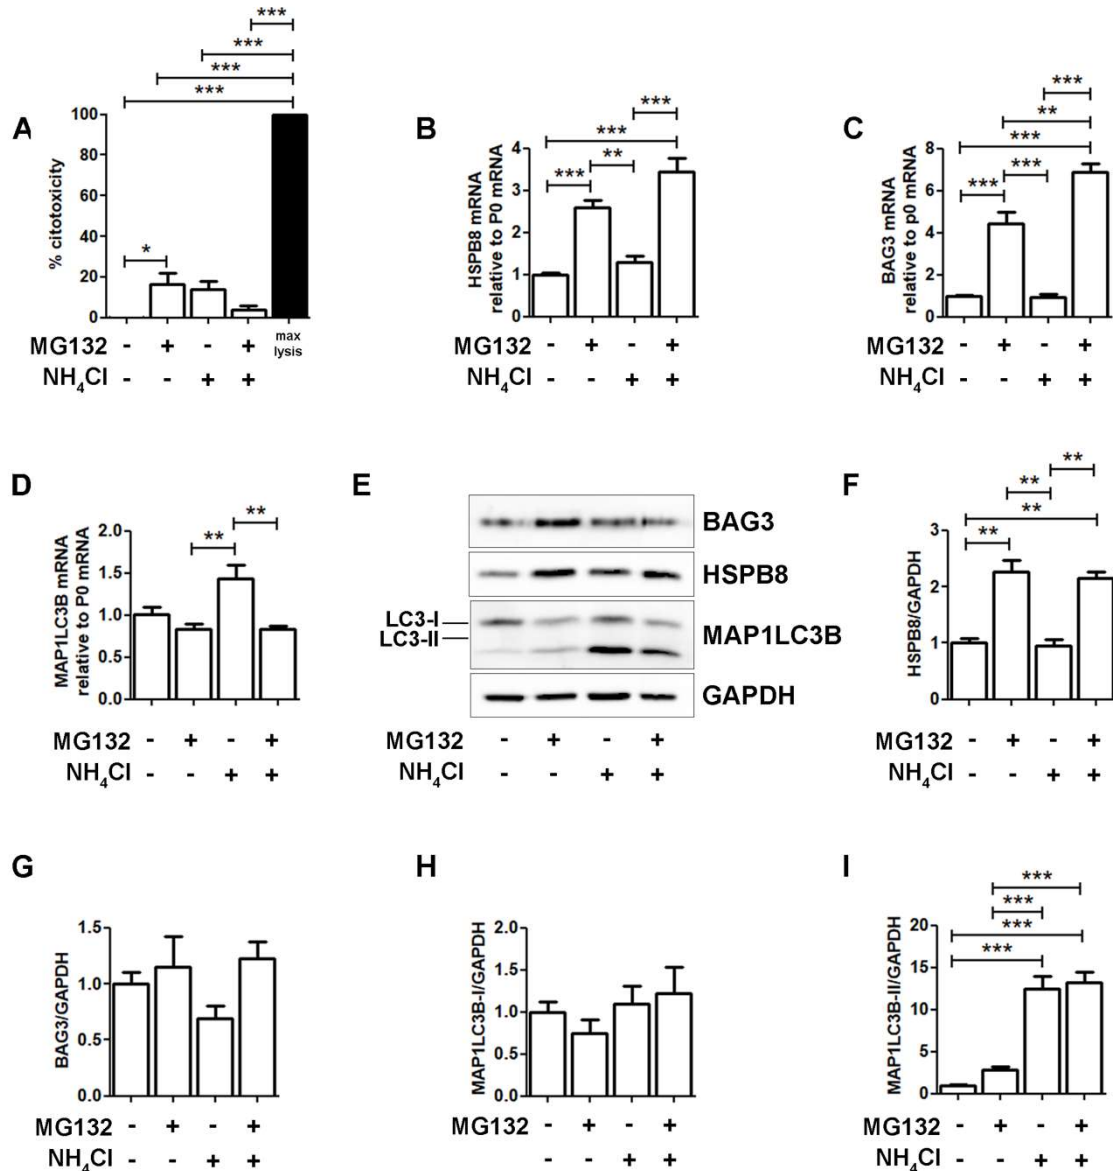 A
% citotoxicity
***
***
***
***
*
100
80
60
40
20
0
max
lysis
MG132 - + - +
NH4Cl - - + +
B
HSPB8 mRNA
relative to P0 mRNA
***
***
*** **
4
3
2
1
0
MG132 - + - +
NH4Cl - - + +
C
BAG3 mRNA
relative to p0 mRNA
***
**
***
*** ***
8
6
4
2
0
MG132 - + - +
NH4Cl - - + +
D
MAP1LC3B mRNA
relative to P0 mRNA
**
**
2.0
1.5
1.0
0.5
0.0
MG132 - + - +
NH4Cl - - + +
E
BAG3
HSPB8
LC3-I
LC3-II
MAP1LC3B
GAPDH
MG132 - + - +
NH4Cl - - + +
F
HSPB8/GAPDH
**
**
**
**
3
2
1
0
MG132 - + - +
NH4Cl - - + +
G
BAG3/GAPDH
1.5
1.0
0.5
0.0
MG132 - + - +
NH4Cl - - + +
H
MAP1LC3B-I/GAPDH
2.0
1.5
1.0
0.5
0.0
MG132 - + - +
NH4Cl - - + +
I
MAP1LC3B-II/GAPDH
***
***
***
***
20
15
10
5
0
MG132 - + - +
NH4Cl - - + +